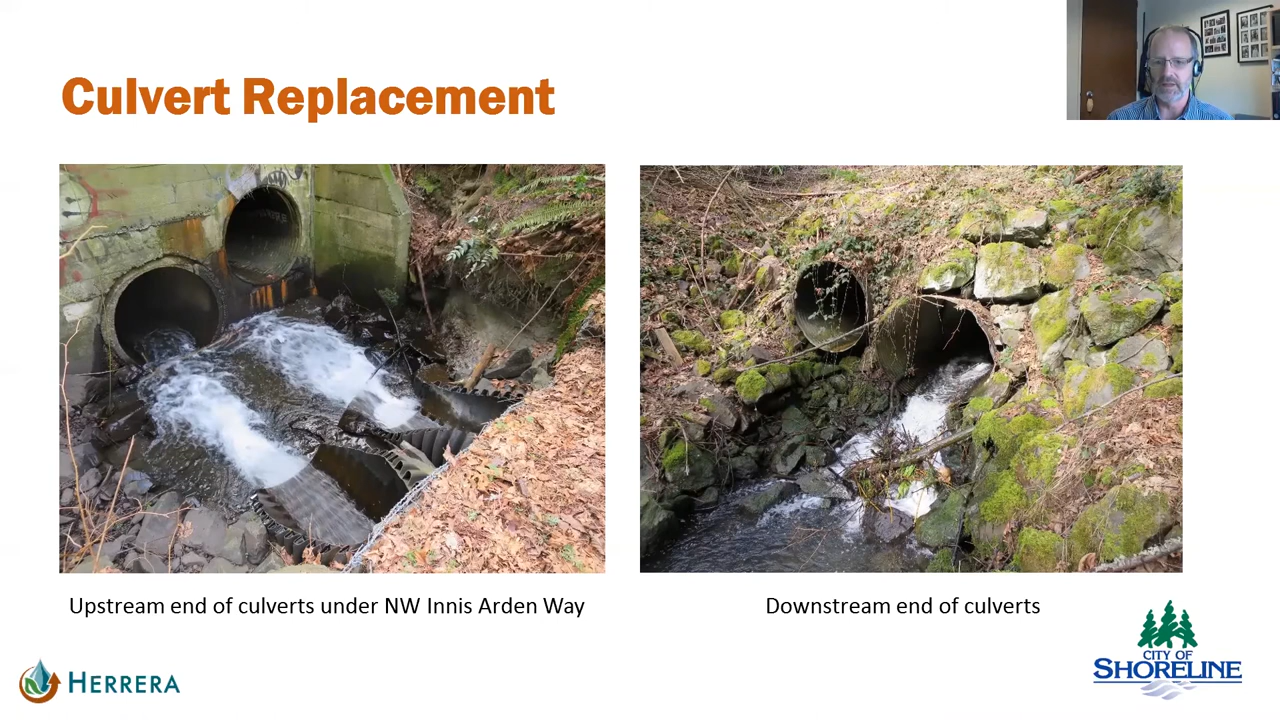 Culvert Replacement
Upstream end of culverts under NW Innis Arden Way
Downstream end of culverts
HERRERA
CITY OF
SHORELINE